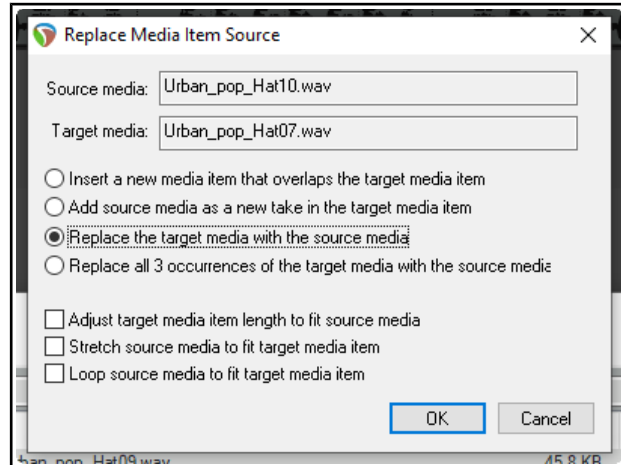 Replace Media Item Source
Source media: Urban_pop_Hat10.wav
Target media: Urban_pop_Hat07.wav
Insert a new media item that overlaps the target media item
Add source media as a new take in the target media item
Replace the target media with the source media
Replace all 3 occurrences of the target media with the source media
Adjust target media item length to fit source media
Stretch source media to fit target media item
Loop source media to fit target media item
OK Cancel
ban_pop_Hat09.wav 45.8 KB